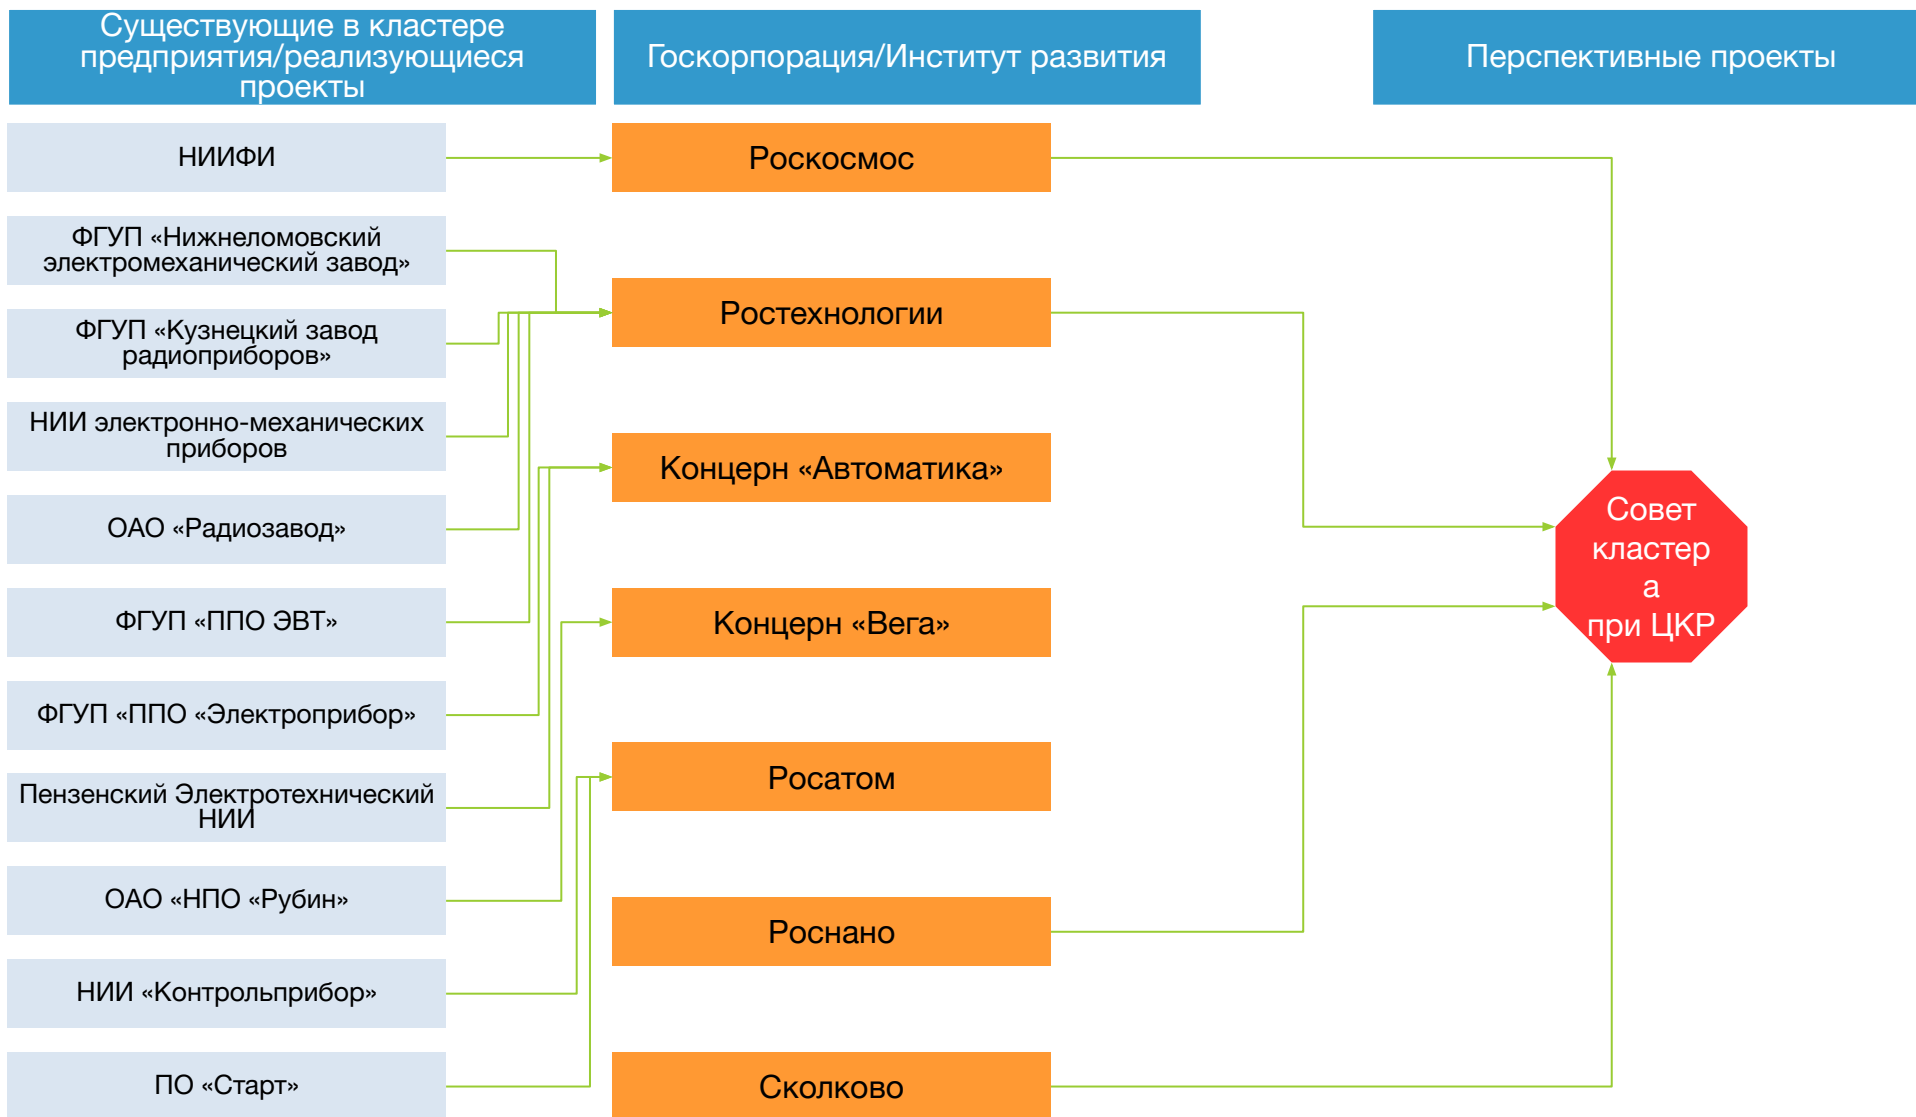 Существующие в кластере
предприятия/реализующиеся
проекты
Госкорпорация/Институт развития
Перспективные проекты
НИИФИ
ФГУП «Нижнеломовский
электромеханический завод»
ФГУП «Кузнецкий завод
радиоприборов»
НИИ электронно-механических
приборов
ОАО «Радиозавод»
ФГУП «ППО ЭВТ»
ФГУП «ППО «Электроприбор»
Пензенский Электротехнический
НИИ
ОАО «НПО «Рубин»
НИИ «Контрольприбор»
ПО «Старт»
Роскосмос
Ростехнологии
Концерн «Автоматика»
Концерн «Вега»
Росатом
Роснано
Сколково
Совет
кластер
а
при ЦКР